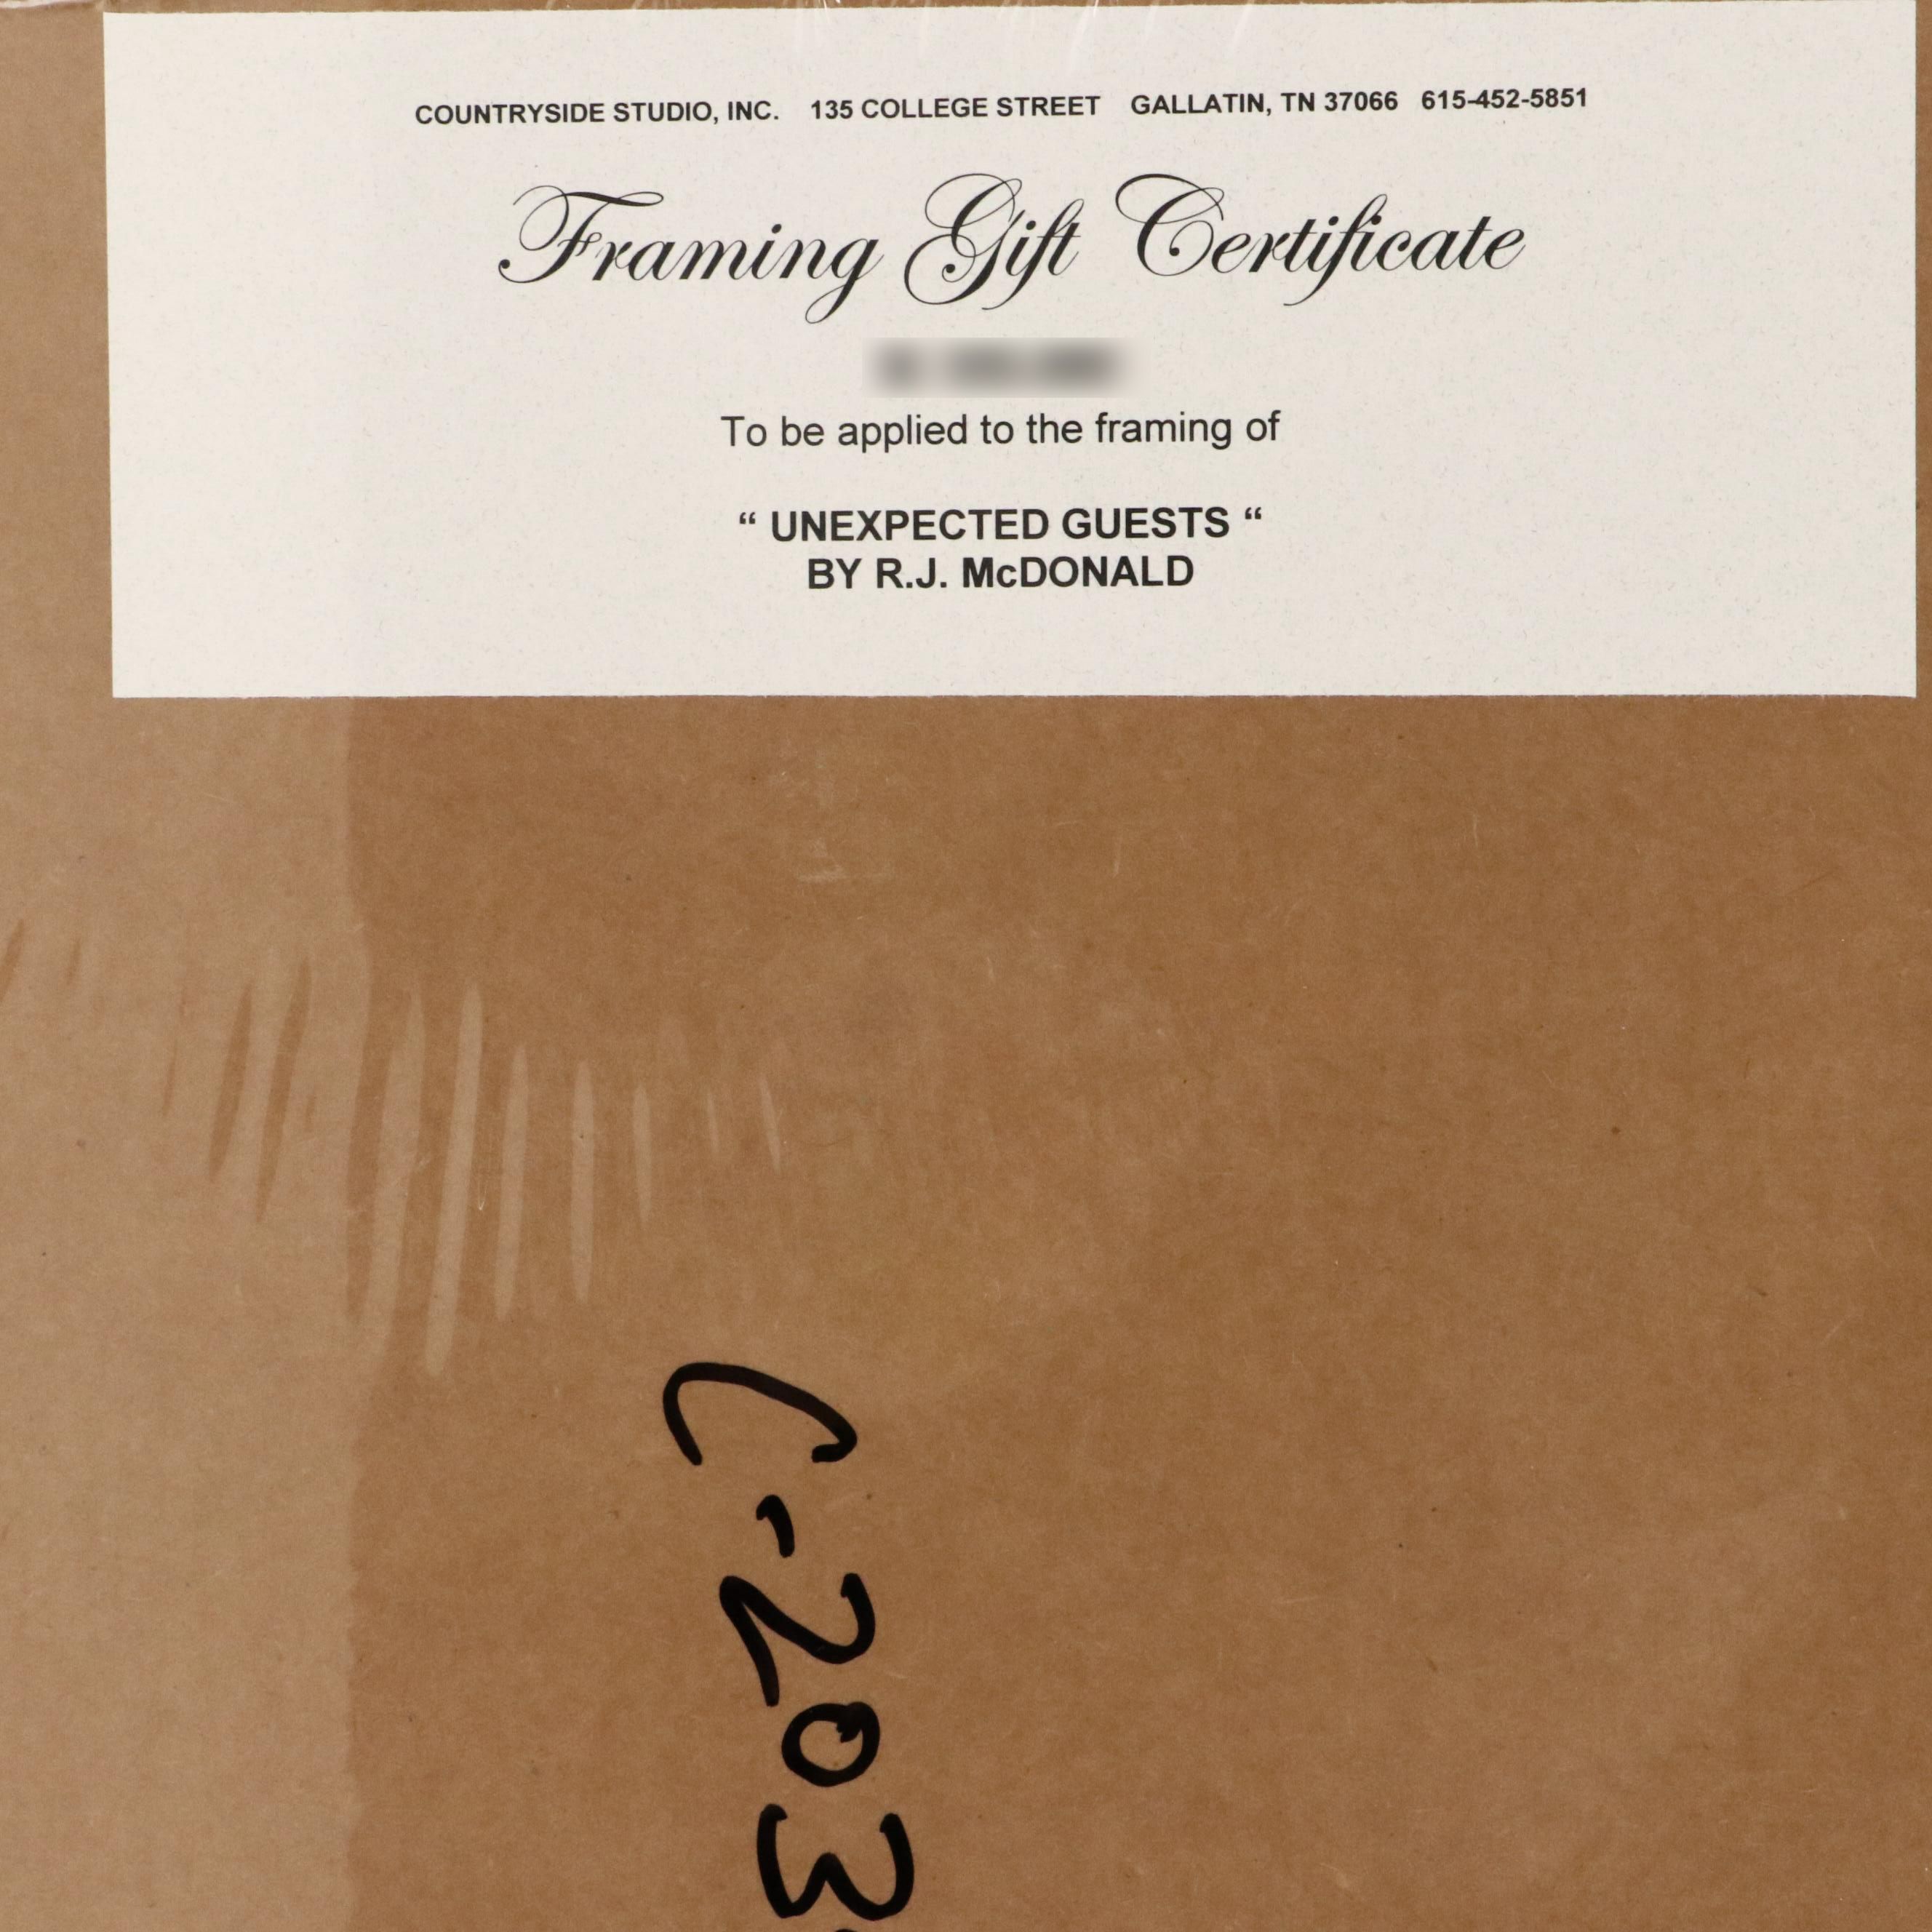 COUNTRYSIDE STUDIO, INC. 135 COLLEGE STREET GALLATIN, TN 37066 615-452-5851
Framing Gift Certificate
To be applied to the framing of
“ UNEXPECTED GUESTS “
BY R.J. McDONALD
C-203